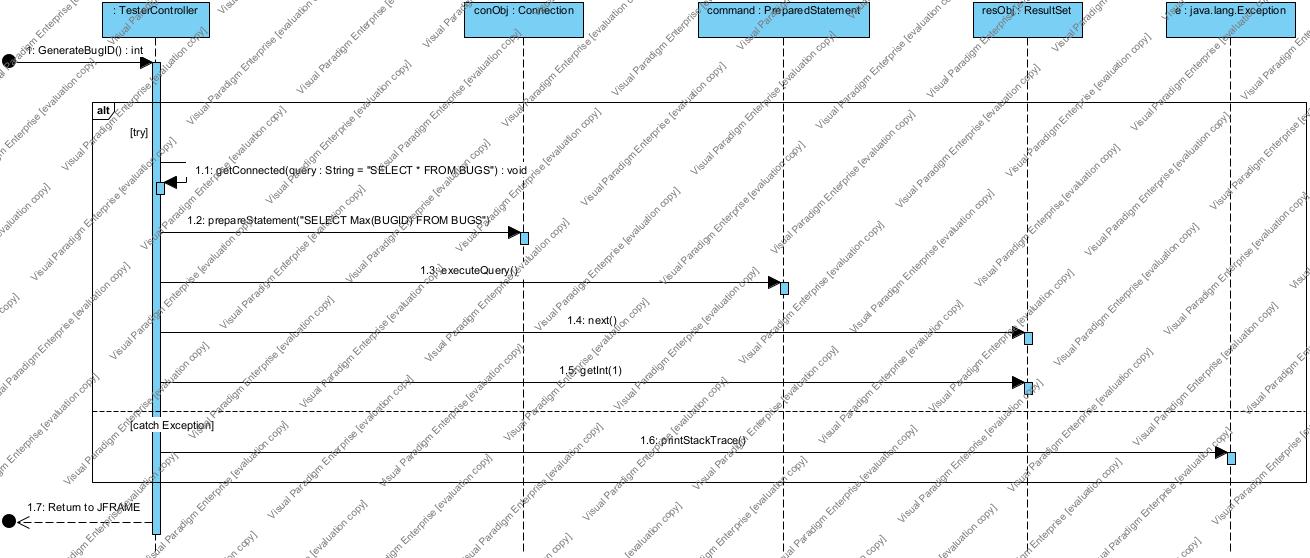 : TesterController
conObj : Connection
command : PreparedStatement
resObj : ResultSet
e : java.lang.Exception
1: GenerateBugID() : int
alt
[try]
1.1: getConnected(query : String = "SELECT * FROM BUGS") : void
1.2: prepareStatement("SELECT Max(BUGID) FROM BUGS")
1.3: executeQuery()
1.4: next()
1.5: getInt(1)
[catch Exception]
1.6: printStackTrace()
1.7: Return to JFRAME
Visual Paradigm Enterprise [evaluation copy]